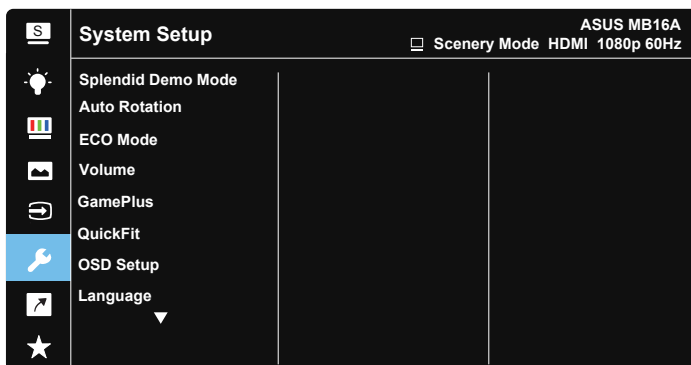 S
System Setup
ASUS MB16A
Scenery Mode HDMI 1080p 60Hz
Splendid Demo Mode
Auto Rotation
ECO Mode
Volume
GamePlus
QuickFit
OSD Setup
Language